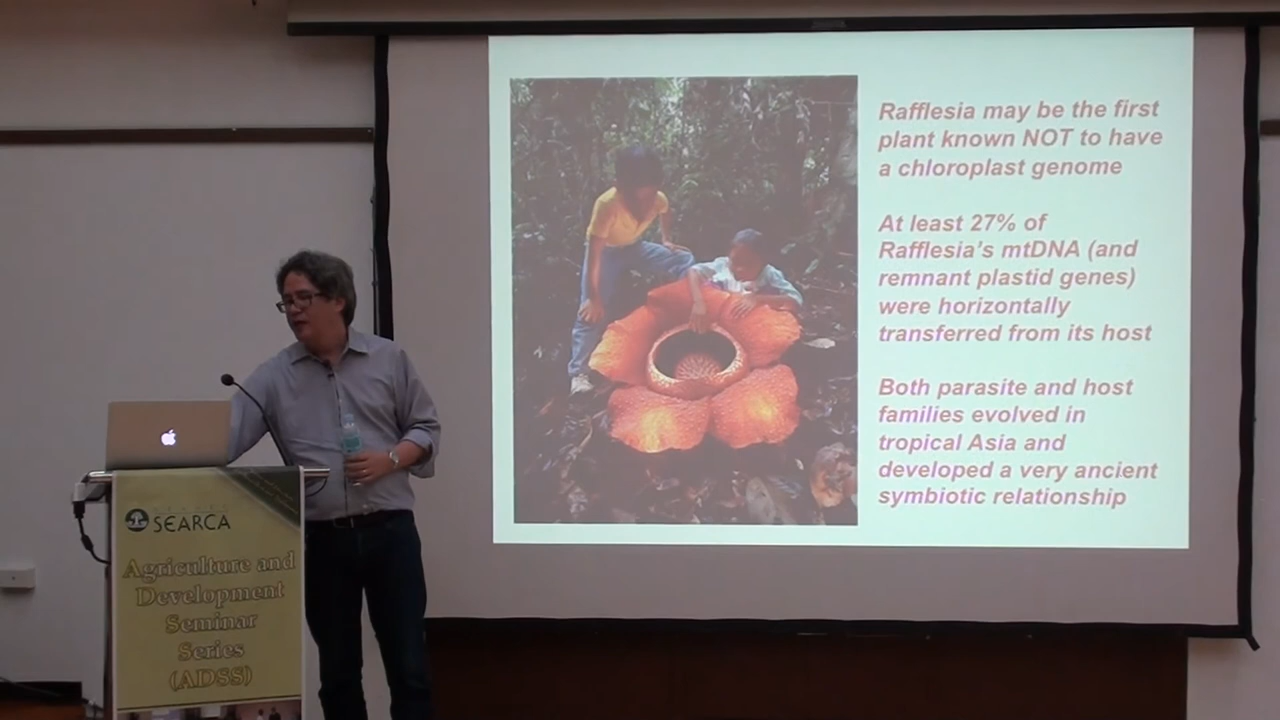 Rafflesia may be the first
plant known NOT to have
a chloroplast genome
At least 27% of
Rafflesia's mtDNA (and
remnant plastid genes)
were horizontally
transferred from its host
Both parasite and host
families evolved in
tropical Asia and
developed a very ancient
symbiotic relationship
SEARCA
Agriculture and
Development
Seminar
Series
(ADSS)